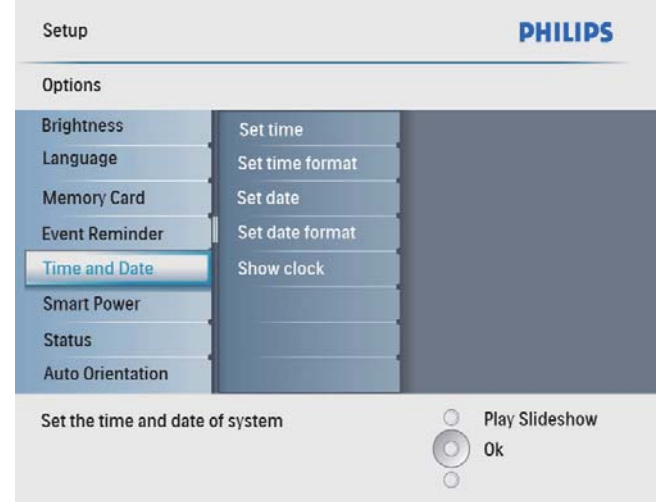 Setup
PHILIPS
Options
Brightness
Language
Memory Card
Event Reminder
Time and Date
Smart Power
Status
Auto Orientation
Set time
Set time format
Set date
Set date format
Show clock
Set the time and date of system
Play Slideshow
Ok